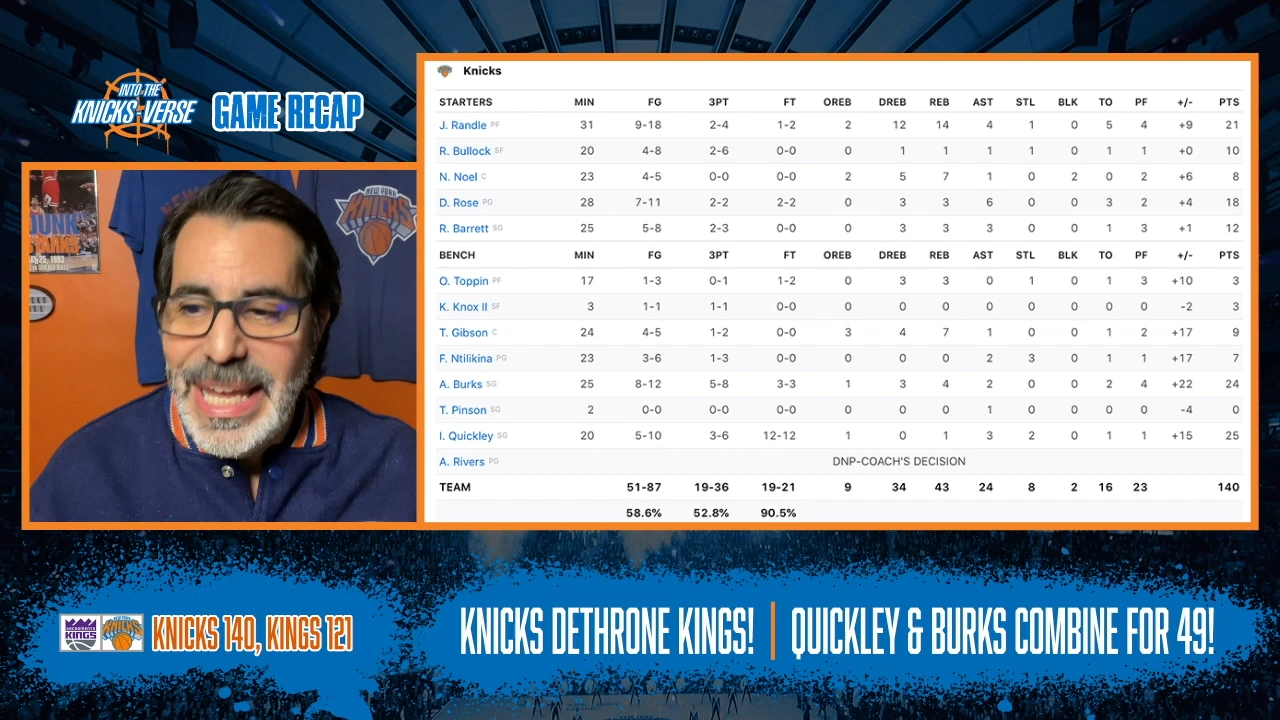 INTO THE
KNICKS-VERSE
GAME RECAP
NEW YORK
KNICKS
Knicks
STARTERS MIN FG 3PT FT OREB DREB REB AST STL BLK TO PF +/- PTS
J. Randle PF 31 9-18 2-4 1-2 2 12 14 4 1 0 5 4 +9 21
R. Bullock SF 20 4-8 2-6 0-0 0 1 1 1 1 0 1 1 +0 10
N. Noel C 23 4-5 0-0 0-0 2 5 7 1 0 2 0 2 +6 8
D. Rose PG 28 7-11 2-2 2-2 0 3 3 6 0 0 3 2 +4 18
R. Barrett SG 25 5-8 2-3 0-0 0 3 3 3 0 0 1 3 +1 12
BENCH MIN FG 3PT FT OREB DREB REB AST STL BLK TO PF +/- PTS
O. Toppin PF 17 1-3 0-1 1-2 0 3 3 0 1 0 1 3 +10 3
K. Knox II SF 3 1-1 1-1 0-0 0 0 0 0 0 0 0 0 -2 3
T. Gibson C 24 4-5 1-2 0-0 3 4 7 1 0 0 1 2 +17 9
F. Ntilikina PG 23 3-6 1-3 0-0 0 0 0 2 3 0 1 1 +17 7
A. Burks SG 25 8-12 5-8 3-3 1 3 4 2 0 0 2 4 +22 24
T. Pinson SG 2 0-0 0-0 0-0 0 0 0 1 0 0 0 0 -4 0
I. Quickley SG 20 5-10 3-6 12-12 1 0 1 3 2 0 1 1 +15 25
A. Rivers PG DNP-COACH'S DECISION
TEAM 51-87 19-36 19-21 9 34 43 24 8 2 16 23 140
58.6% 52.8% 90.5%
SACRAMENTO
KINGS
KNICKS
KNICKS 140, KINGS 121
KNICKS DETHRONE KINGS! | QUICKLEY & BURKS COMBINE FOR 49!